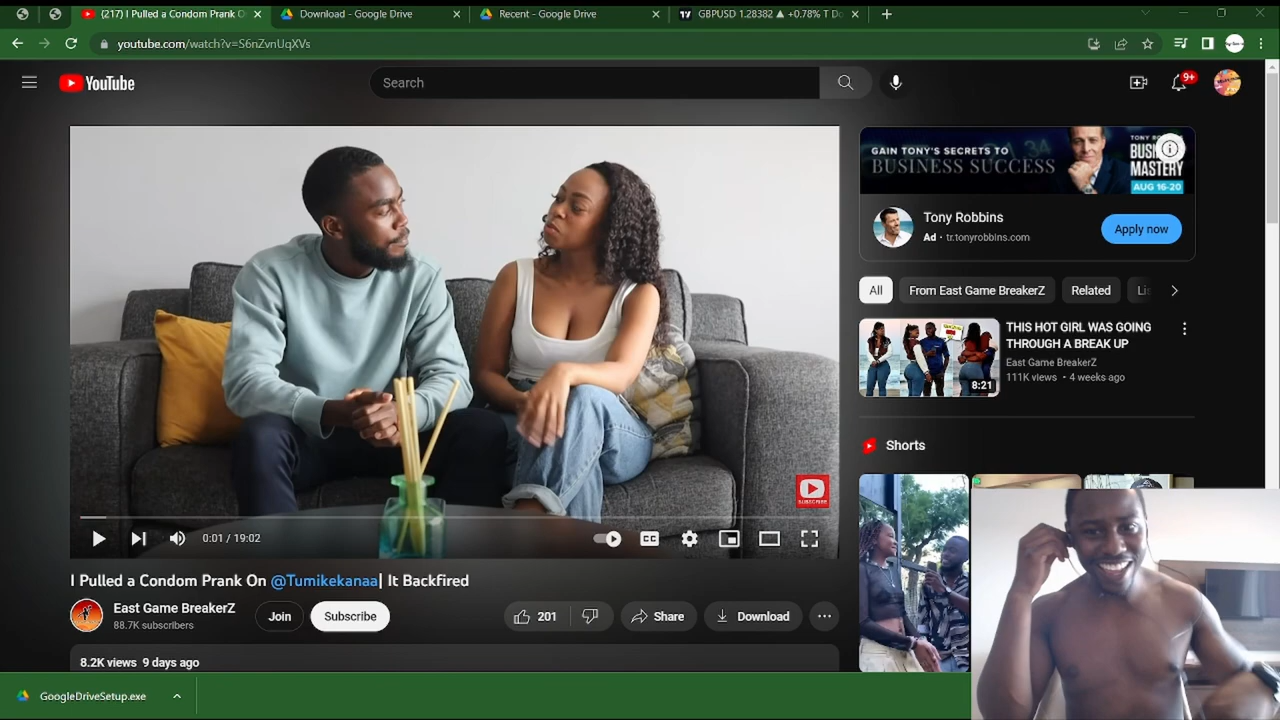 (217) I Pulled a Condom Prank O
Download - Google Drive
Recent - Google Drive
GBPUSD 1.28382 ▲ +0.78% T Do
youtube.com/watch?v=S6nZvnUqXVs
YouTube
Search
9+
GAIN TONY'S SECRETS TO
BUSINESS SUCCESS
MASTERY
AUG 16-20
Tony Robbins
Ad · tr.tonyrobbins.com
Apply now
All
From East Game BreakerZ
Related
THIS HOT GIRL WAS GOING
THROUGH A BREAK UP
East Game BreakerZ
111K views • 4 weeks ago
8:21
Shorts
SUBSCRIBE
0:01 / 19:02
CC
I Pulled a Condom Prank On @Tumikekanaa| It Backfired
East Game BreakerZ
88.7K subscribers
Join
Subscribe
201
Share
Download
8.2K views 9 days ago
GoogleDriveSetup.exe